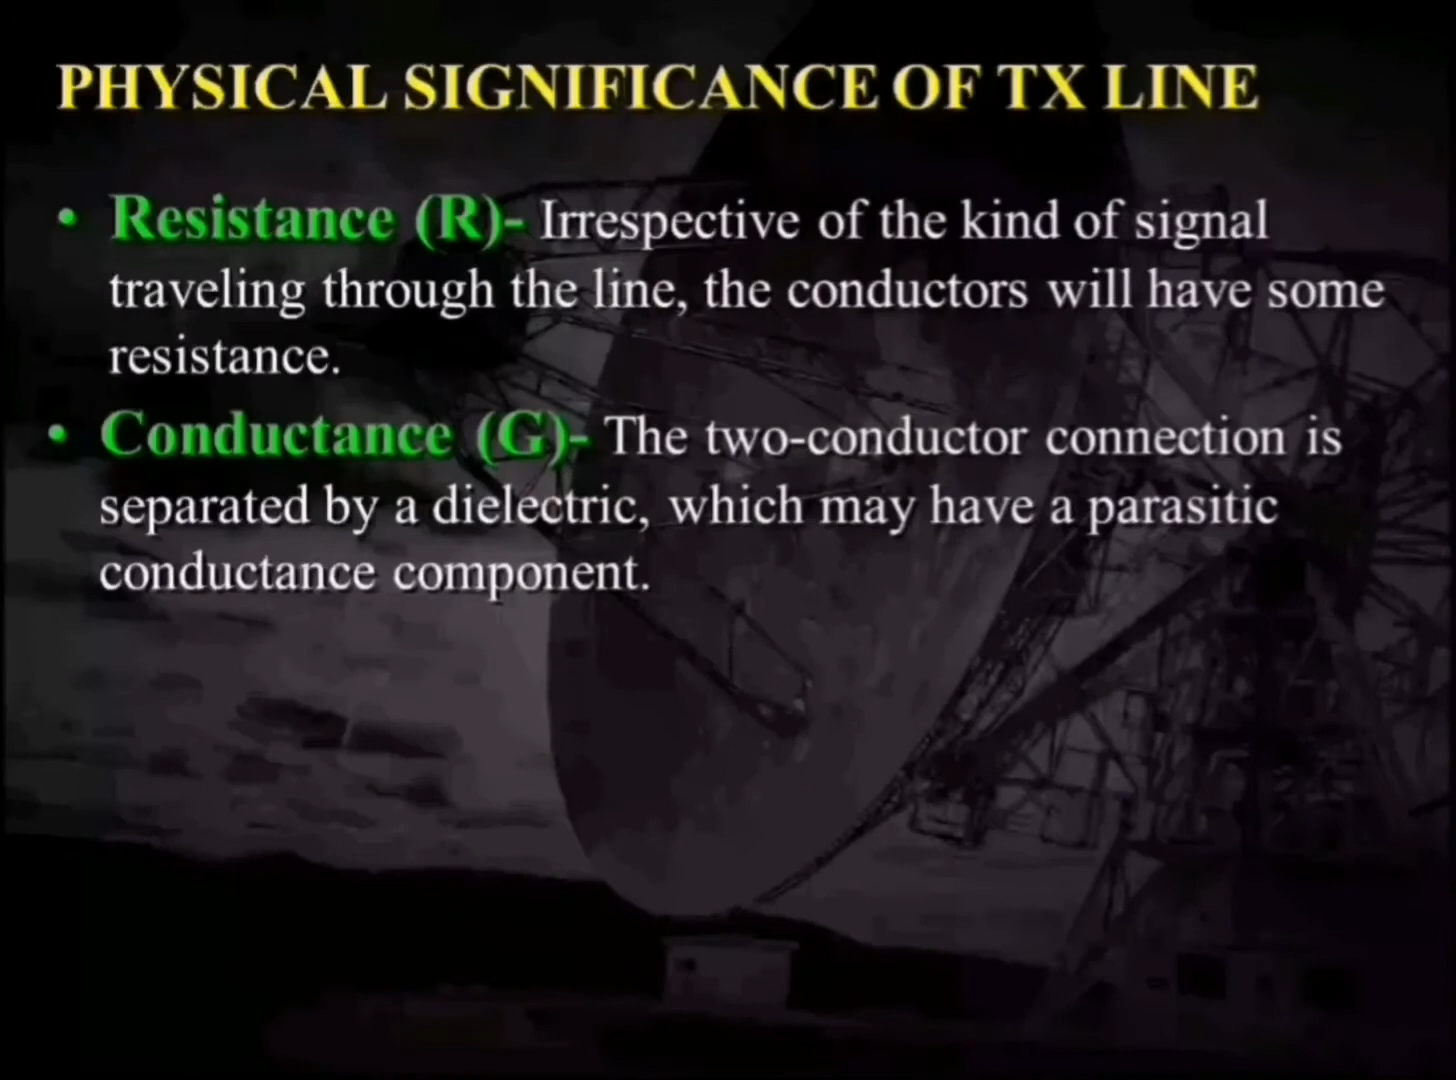 PHYSICAL SIGNIFICANCE OF TX LINE
• Resistance (R)- Irrespective of the kind of signal
traveling through the line, the conductors will have some
resistance.
• Conductance (G)- The two-conductor connection is
separated by a dielectric, which may have a parasitic
conductance component.